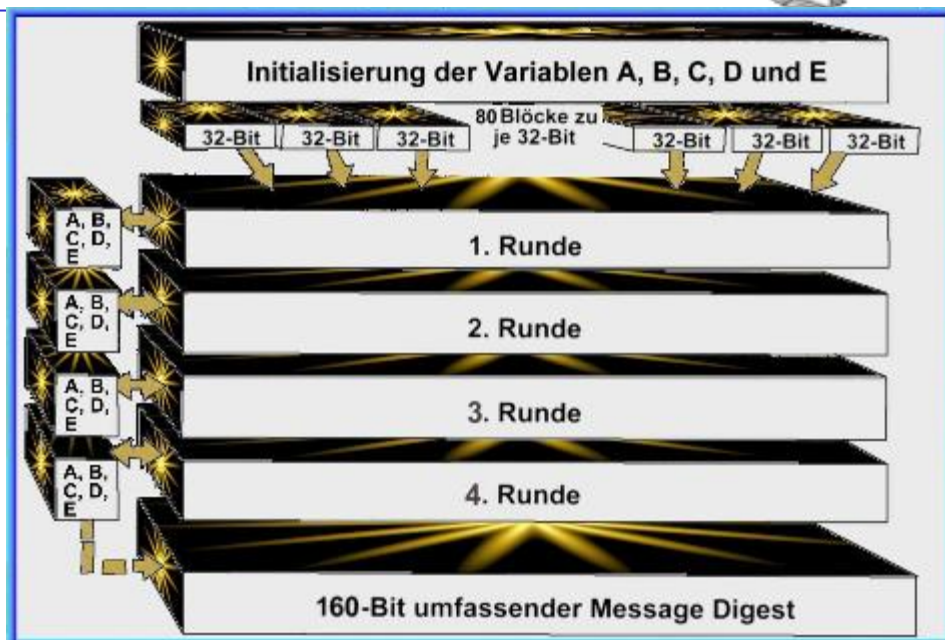 Initialisierung der Variablen A, B, C, D und E
80 Blöcke zu
je 32-Bit
32-Bit 32-Bit 32-Bit 32-Bit 32-Bit 32-Bit
A, B,
C, D,
E
1. Runde
A, B,
C, D,
E
2. Runde
A, B,
C, D,
E
3. Runde
A, B,
C, D,
E
4. Runde
160-Bit umfassender Message Digest